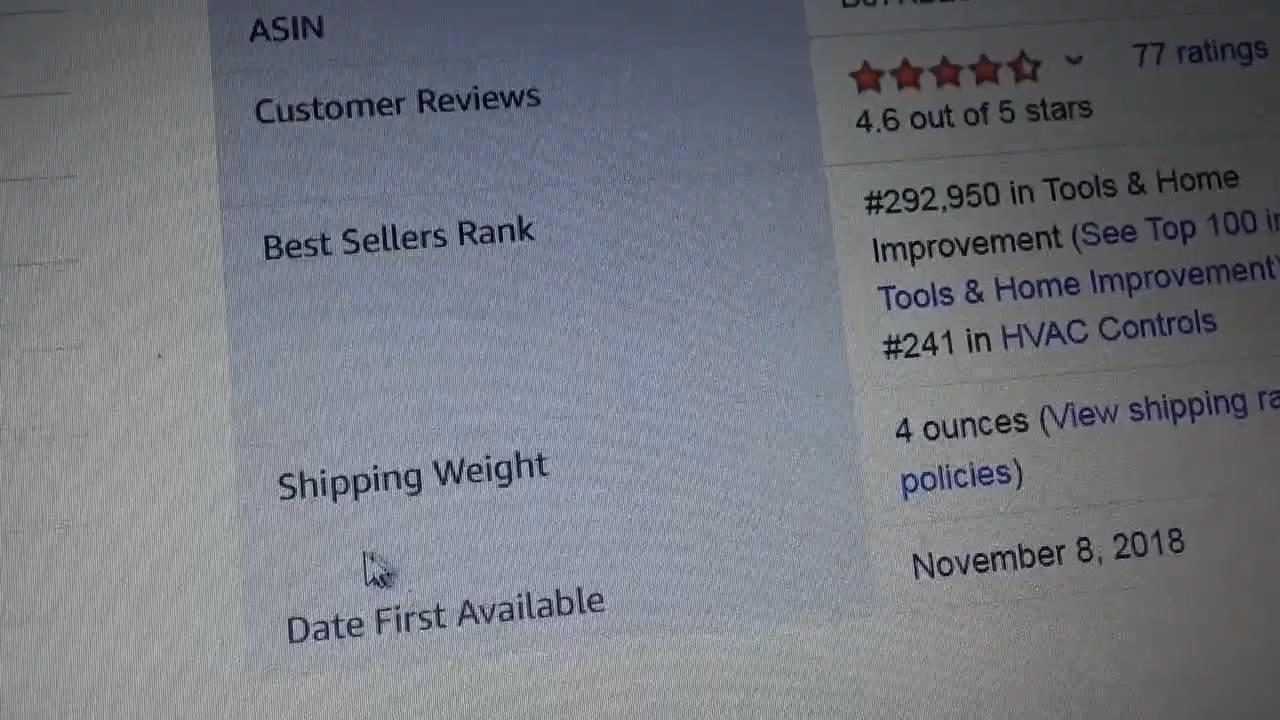 ASIN
Customer Reviews
77 ratings
4.6 out of 5 stars
Best Sellers Rank
#292,950 in Tools & Home
Improvement (See Top 100 in
Tools & Home Improvement)
#241 in HVAC Controls
Shipping Weight
4 ounces (View shipping
policies)
Date First Available
November 8, 2018